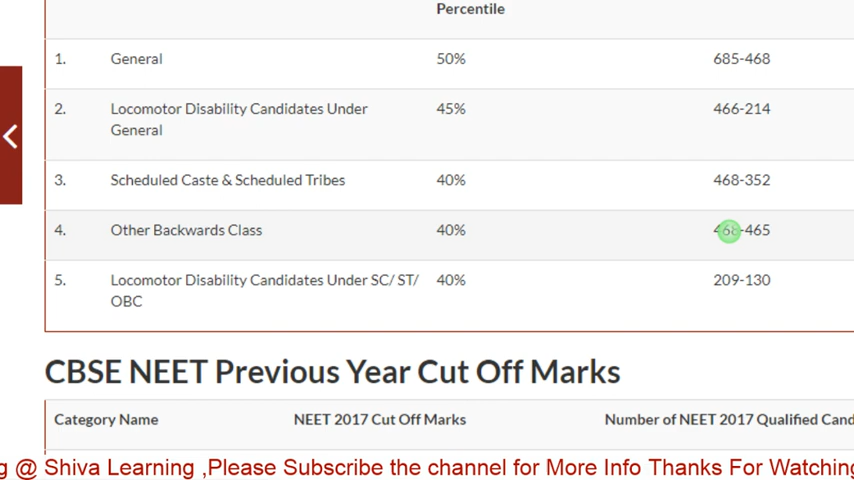 Percentile
1. General 50% 685-468
2. Locomotor Disability Candidates Under 45% 466-214
General
3. Scheduled Caste & Scheduled Tribes 40% 468-352
4. Other Backwards Class 40% 468-465
5. Locomotor Disability Candidates Under SC/ ST/ 40% 209-130
OBC
CBSE NEET Previous Year Cut Off Marks
Category Name NEET 2017 Cut Off Marks Number of NEET 2017 Qualified Cand
g @ Shiva Learning ,Please Subscribe the channel for More Info Thanks For Watching